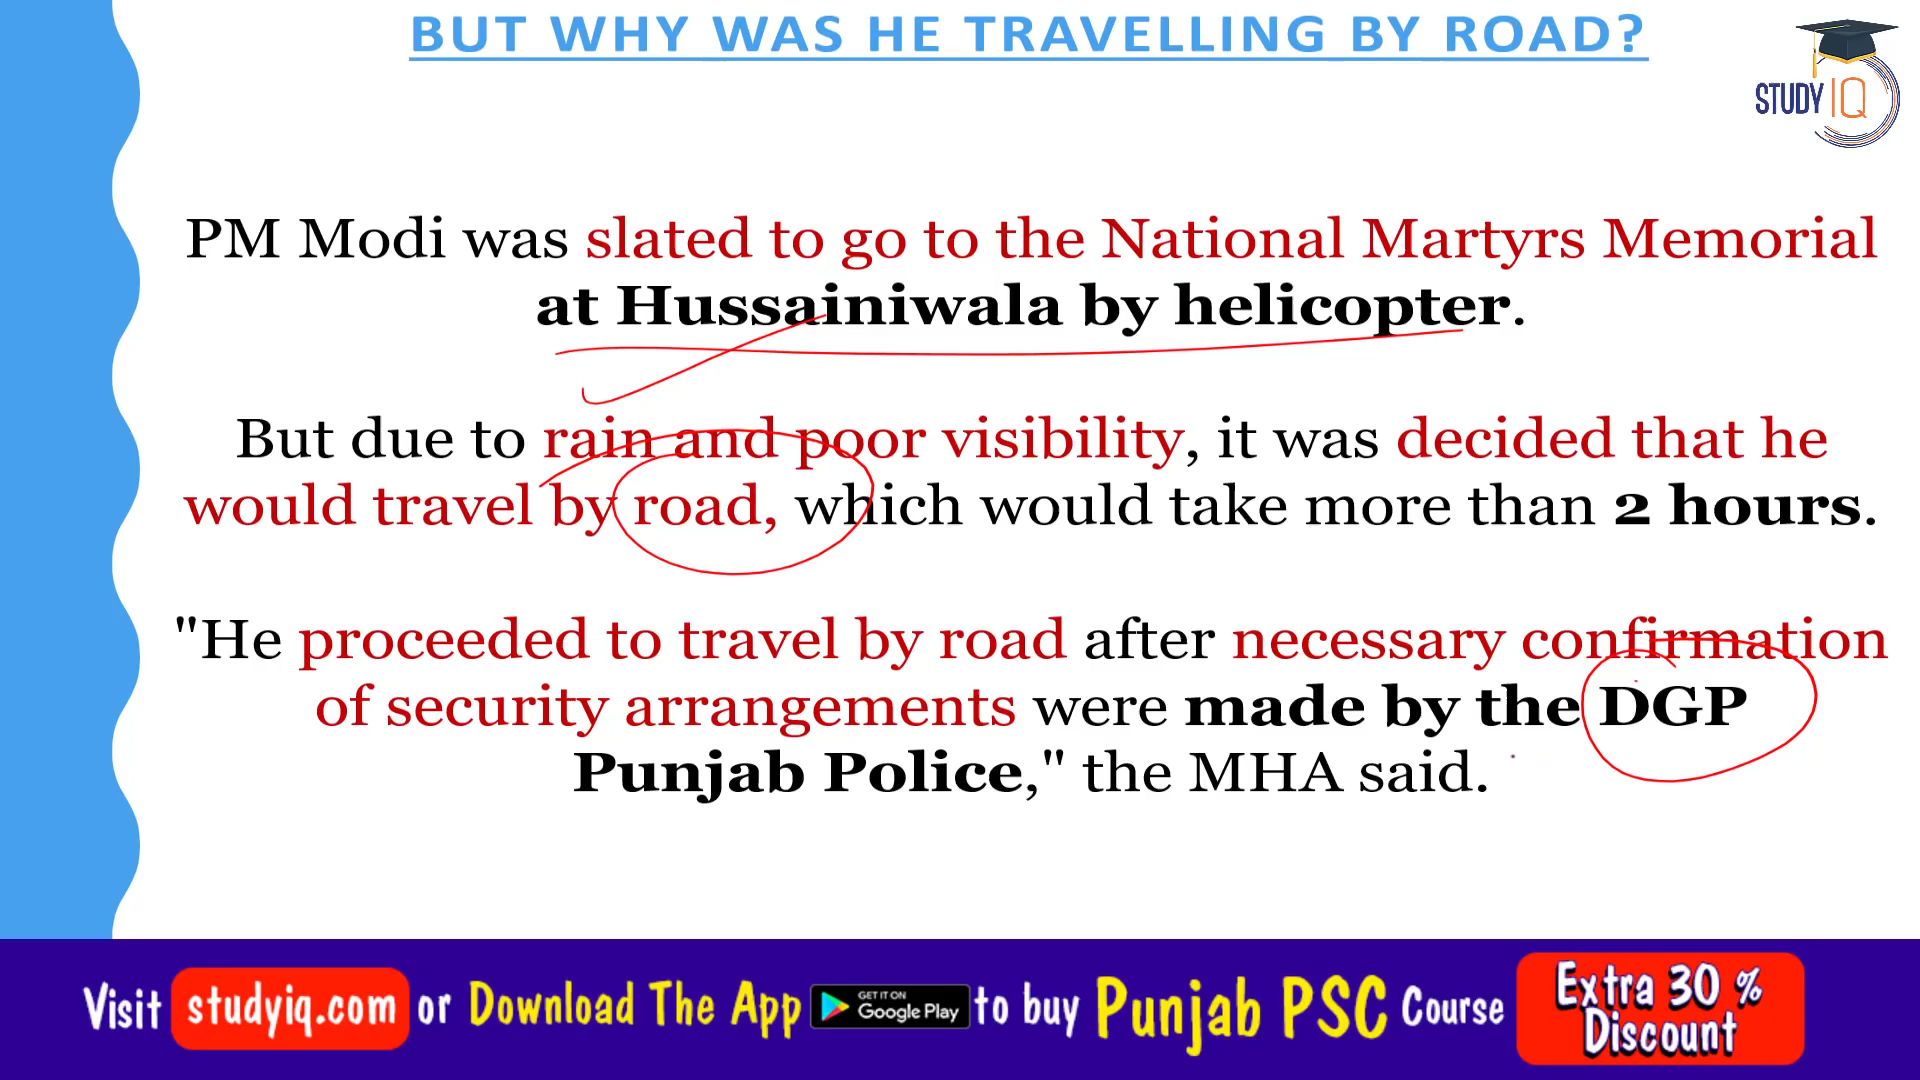 BUT WHY WAS HE TRAVELLING BY ROAD?
STUDY IQ
PM Modi was slated to go to the National Martyrs Memorial
at Hussainiwala by helicopter.
But due to rain and poor visibility, it was decided that he
would travel by road, which would take more than 2 hours.
"He proceeded to travel by road after necessary confirmation
of security arrangements were made by the DGP
Punjab Police," the MHA said.
Visit studyiq.com or Download The App GET IT ON Google Play to buy Punjab PSC Course Extra 30 % Discount